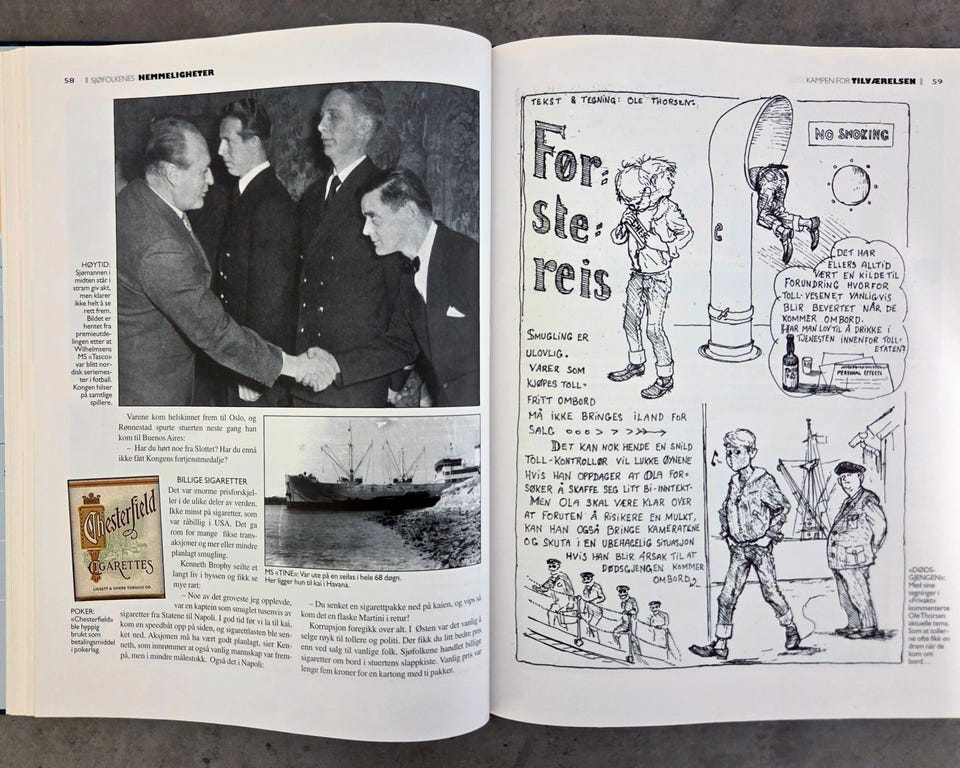 58 SJØFOLKENES HEMMELIGHETER
HØYTID:
Sjømannen i
midten står i
stram giv akt,
men klarer
ikke helt å se
rett frem.
Bildet er
hentet fra
premieutde-
lingen etter at
Wilhelmsens
MS «Tasco»
var blitt nor-
disk seriemes-
ter i fotball.
Kongen hilser
på samtlige
spillere.
Varene kom helskinnet frem til Oslo, og
Rønnestad spurte stuerten neste gang han
kom til Buenos Aires:
– Har du hørt noe fra Slottet? Har du ennå
ikke fått Kongens fortjenstmedalje?
BILLIGE SIGARETTER
Det var enorme prisforskjel-
ler i de ulike deler av verden.
Ikke minst på sigaretter, som
var råbillig i USA. Det ga
rom for mange fikse trans-
aksjoner og mer eller mindre
planlagt smugling.
Kenneth Brophy seilte et
langt liv i byssen og fikk se
mye rart:
– Noe av det groveste jeg opplevde,
var en kaptein som smuglet tusenvis av
sigaretter fra Statene til Napoli. I god tid før vi la til kai,
kom en speedbåt opp på siden, og sigarettlasten ble sen-
ket ned. Aksjonen må ha vært godt planlagt, sier Ken-
neth, som innrømmer at også vanlig mannskap var frem-
på, men i mindre målestokk. Også det i Napoli:
Chesterfield
CIGARETTES
LIGGETT & MYERS TOBACCO CO.
POKER:
«Chesterfield»
ble hyppig
brukt som
betalingsmiddel
i pokerlag.
MS «TINE»: Var ute på en seilas i hele 68 døgn.
Her ligger hun til kai i Havana.
– Du senket en sigarettpakke ned på kaien, og vips så
kom det en flaske Martini i retur!
Korrupsjon foregikk over alt. I Østen var det vanlig å
selge røyk til tollere og politi. Der fikk du litt bedre pris
enn ved salg til vanlige folk. Sjøfolkene handlet billige
sigaretter om bord i stuertens slappkiste. Vanlig pris var
lenge fem kroner for en kartong med ti pakker.
KAMPEN FOR TILVÆRELSEN 59
TEKST & TEGNING: OLE THORSEN.
Før-
ste-
reis
NO SMOKING
DET HAR
ELLERS ALLTID
VÆRT EN KILDE TIL
FORUNDRING HVORFOR
TOLL-VESENET VANLIGVIS
BLIR BEVERTET NÅR DE
KOMMER OMBORD.
HAR MAN LOV TIL Å DRIKKE I
TJENESTEN INNENFOR TOLL-
ETATEN?
PERSONAL EFFECTS
SMUGLING ER
ULOVLIG.
VARER SOM
KJØPES TOLL-
FRITT OMBORD
MÅ IKKE BRINGES ILAND FOR
SALG
DET KAN NOK HENDE EN SNILD
TOLL-KONTROLLØR VIL LUKKE ØYNENE
HVIS HAN OPPDAGER AT OLA FOR-
SØKER Å SKAFFE SEG LITT BI-INNTEKT.
MEN OLA SKAL VÆRE KLAR OVER
AT FORUTEN Å RISIKERE EN MULKT,
KAN HAN OGSÅ BRINGE KAMERATENE
OG SKUTA I EN UBEHAGELIG SITUASJON
HVIS HAN BLIR ÅRSAK TIL AT
DØDSGJENGEN KOMMER
OMBORD
«DØDS-
GJENGEN»:
Med sine
tegninger i
«Frivakt»
kommenterte
Ole Thorsen
aktuelle tema.
Som at toller-
ne ofte fikk en
dram når de
kom om
bord.